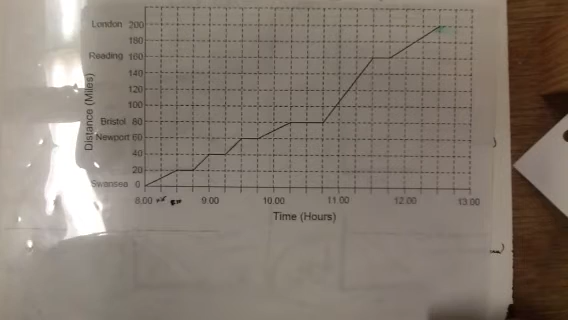 London 200
180
Reading 160
140
120
100
Bristol 80
Newport 60
40
20
Swansea 0
Distance (Miles)
8.00 9.00 10.00 11.00 12.00 13.00
Time (Hours)